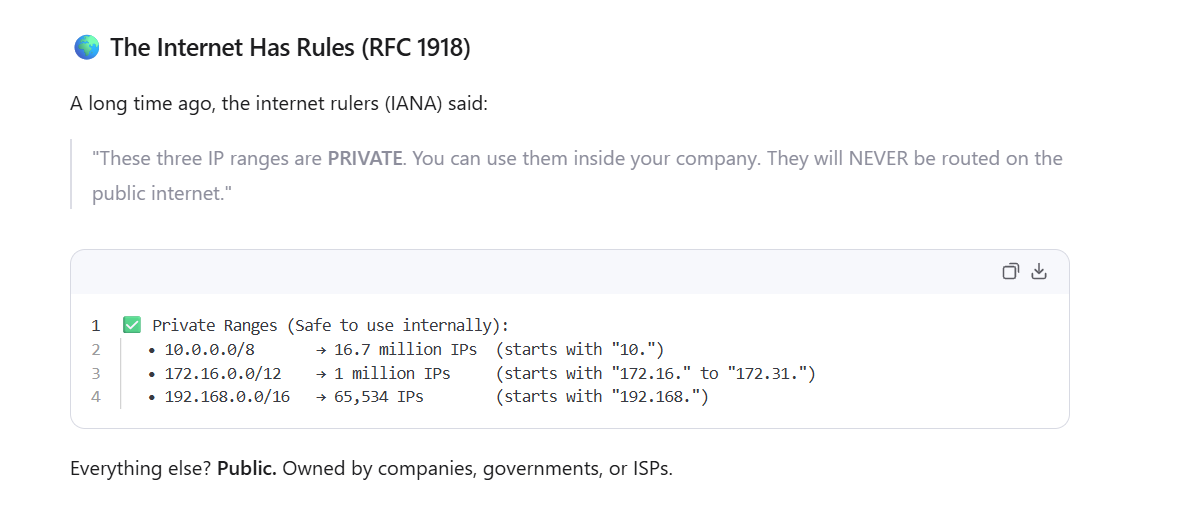 🌍 The Internet Has Rules (RFC 1918)
A long time ago, the internet rulers (IANA) said:
"These three IP ranges are PRIVATE. You can use them inside your company. They will NEVER be routed on the
public internet."
1 ✅ Private Ranges (Safe to use internally):
2 • 10.0.0.0/8 → 16.7 million IPs (starts with "10.")
3 • 172.16.0.0/12 → 1 million IPs (starts with "172.16." to "172.31.")
4 • 192.168.0.0/16 → 65,534 IPs (starts with "192.168.")
Everything else? Public. Owned by companies, governments, or ISPs.